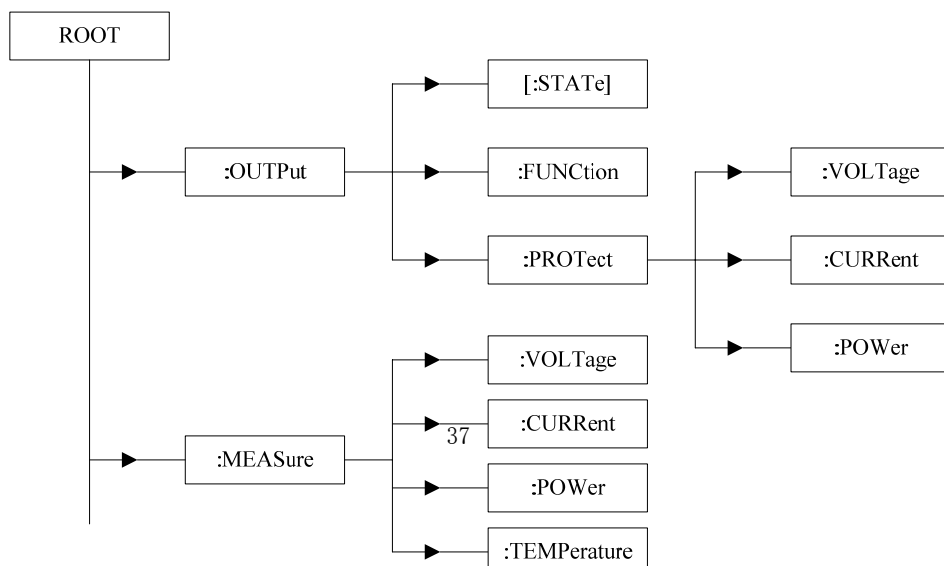 ROOT
:OUTPut
[:STATe]
:FUNCtion
:PROTect
:VOLTage
:CURRent
:POWer
:MEASure
:VOLTage
:CURRent
37
:POWer
:TEMPerature